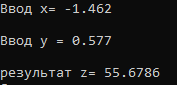 Ввод x= -1.462
Ввод y = 0.577
результат z= 55.6786